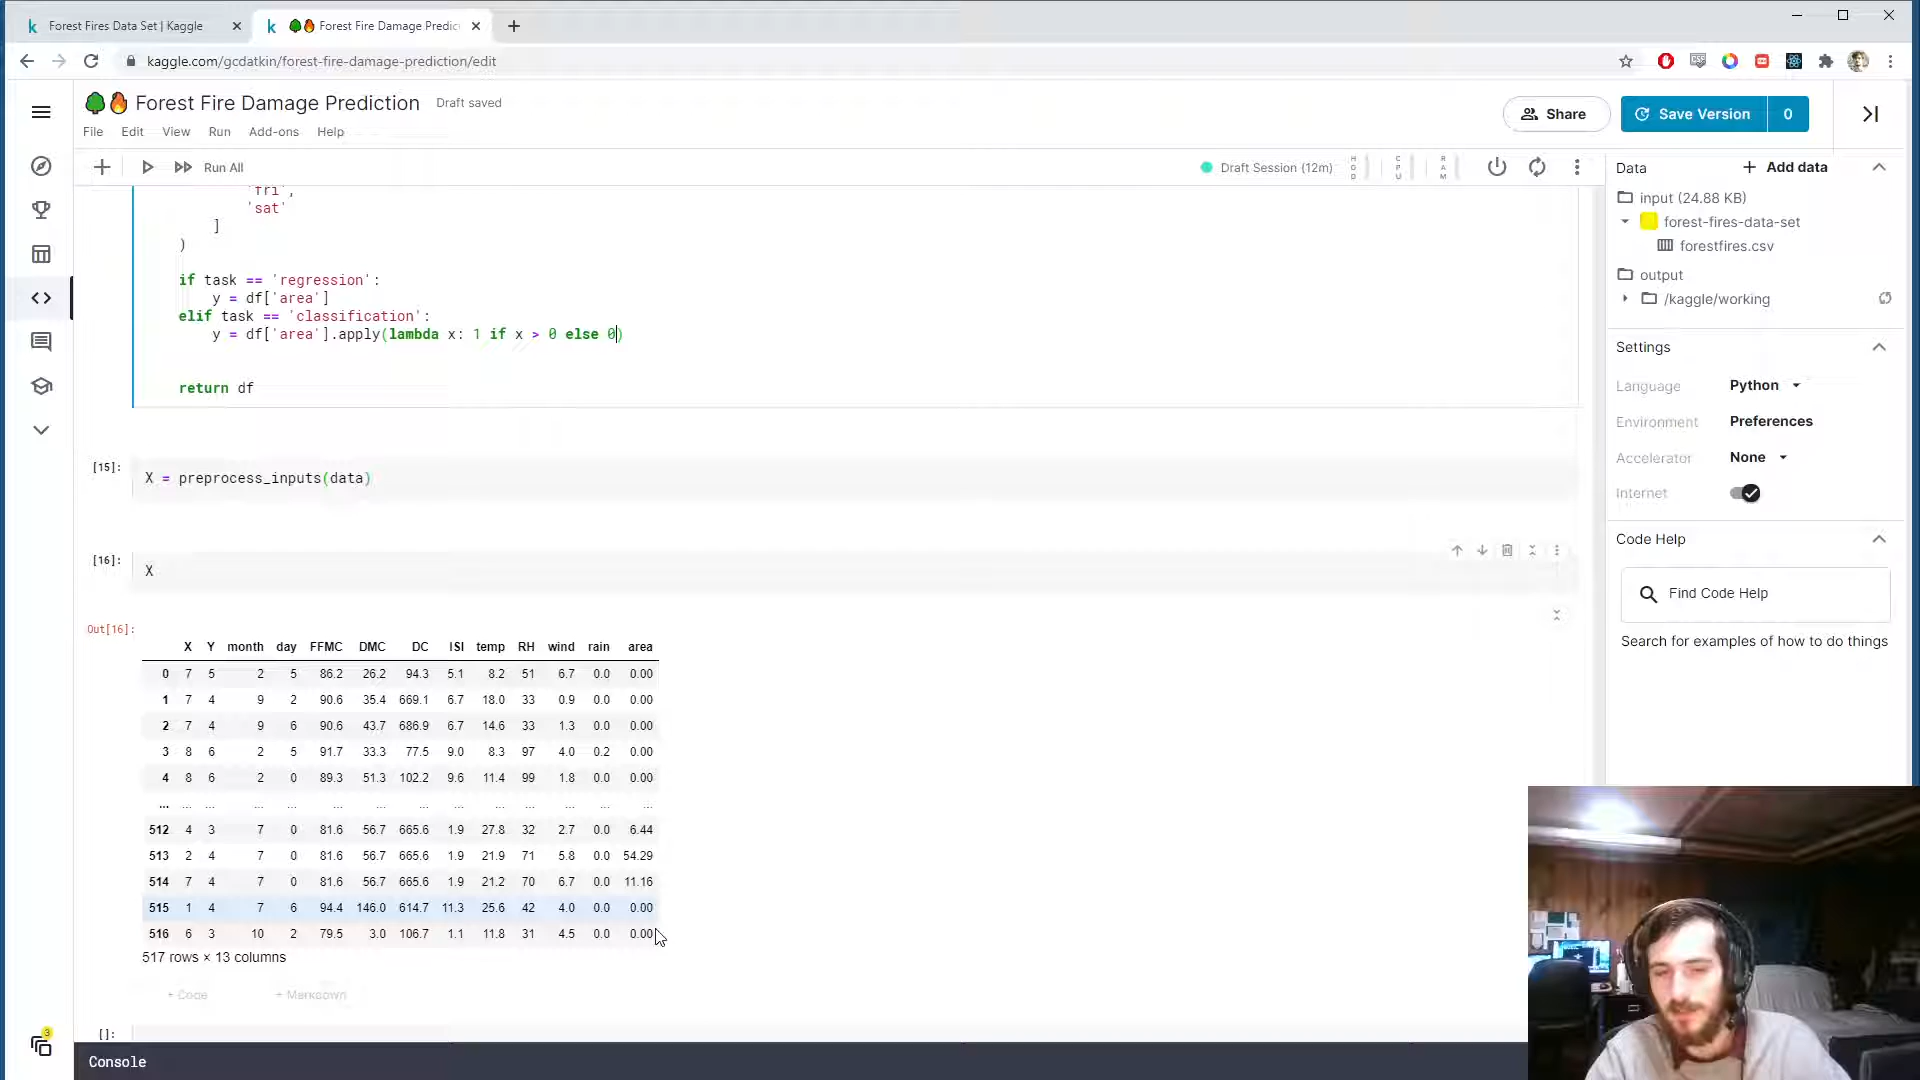 Forest Fires Data Set | Kaggle
Forest Fire Damage Predic
kaggle.com/gcdatkin/forest-fire-damage-prediction/edit
Forest Fire Damage Prediction
Draft saved
Share
Save Version
0
File Edit View Run Add-ons Help
Run All
Draft Session (12m)
HDD
CPU
RAM
Data
Add data
input (24.88 KB)
forest-fires-data-set
forestfires.csv
output
/kaggle/working
Settings
Language Python
Environment Preferences
Accelerator None
Internet
Code Help
Find Code Help
Search for examples of how to do things
'fri',
'sat'
]
)
if task == 'regression':
y = df['area']
elif task == 'classification':
y = df['area'].apply(lambda x: 1 if x > 0 else 0)
return df
[15]:
X = preprocess_inputs(data)
[16]:
X
Out[16]:
X Y month day FFMC DMC DC ISI temp RH wind rain area
0 7 5 2 5 86.2 26.2 94.3 5.1 8.2 51 6.7 0.0 0.00
1 7 4 9 2 90.6 35.4 669.1 6.7 18.0 33 0.9 0.0 0.00
2 7 4 9 6 90.6 43.7 686.9 6.7 14.6 33 1.3 0.0 0.00
3 8 6 2 5 91.7 33.3 77.5 9.0 8.3 97 4.0 0.2 0.00
4 8 6 2 0 89.3 51.3 102.2 9.6 11.4 99 1.8 0.0 0.00
... ... ... ... ... ... ... ... ... ... ... ... ... ...
512 4 3 7 0 81.6 56.7 665.6 1.9 27.8 32 2.7 0.0 6.44
513 2 4 7 0 81.6 56.7 665.6 1.9 21.9 71 5.8 0.0 54.29
514 7 4 7 0 81.6 56.7 665.6 1.9 21.2 70 6.7 0.0 11.16
515 1 4 7 6 94.4 146.0 614.7 11.3 25.6 42 4.0 0.0 0.00
516 6 3 10 2 79.5 3.0 106.7 1.1 11.8 31 4.5 0.0 0.00
517 rows × 13 columns
+ Code
+ Markdown
[]:
3
Console